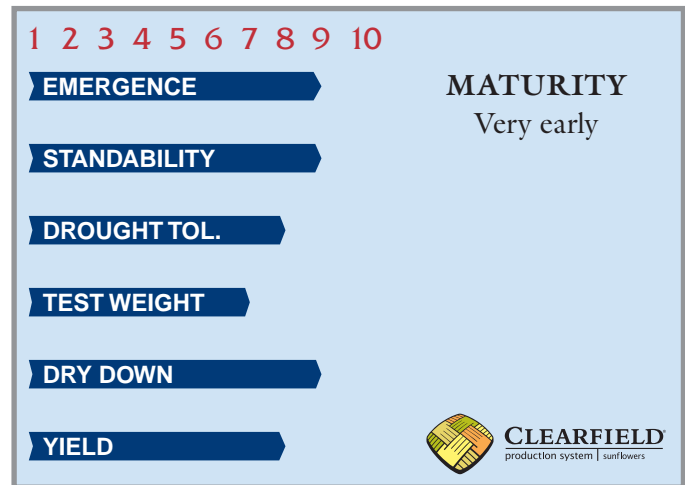 1 2 3 4 5 6 7 8 9 10
EMERGENCE
MATURITY
Very early
STANDABILITY
DROUGHT TOL.
TEST WEIGHT
DRY DOWN
YIELD
CLEARFIELD®
production system | sunflowers